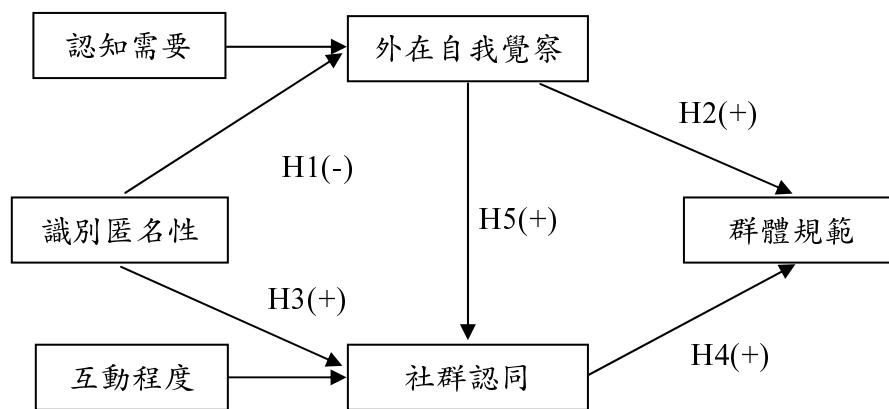 認知需要
外在自我覺察
H2(+)
H1(-)
識別匿名性
H5(+)
群體規範
H3(+)
互動程度
社群認同
H4(+)